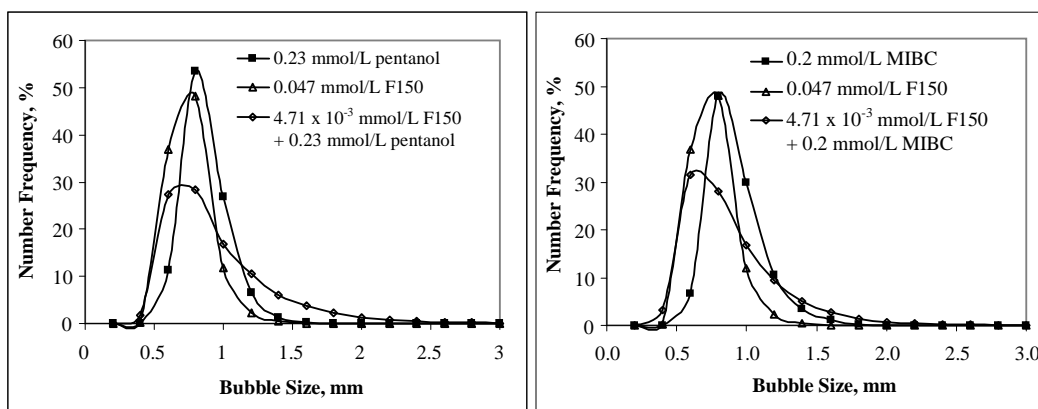 60
50
40
30
20
10
0
Number Frequency, %
0.23 mmol/L pentanol
0.047 mmol/L F150
4.71 x 10⁻³ mmol/L F150
+ 0.23 mmol/L pentanol
0 0.5 1 1.5 2 2.5 3
Bubble Size, mm
60
50
40
30
20
10
0
Number Frequency, %
0.2 mmol/L MIBC
0.047 mmol/L F150
4.71 x 10⁻³ mmol/L F150
+ 0.2 mmol/L MIBC
0.0 0.5 1.0 1.5 2.0 2.5 3.0
Bubble Size, mm